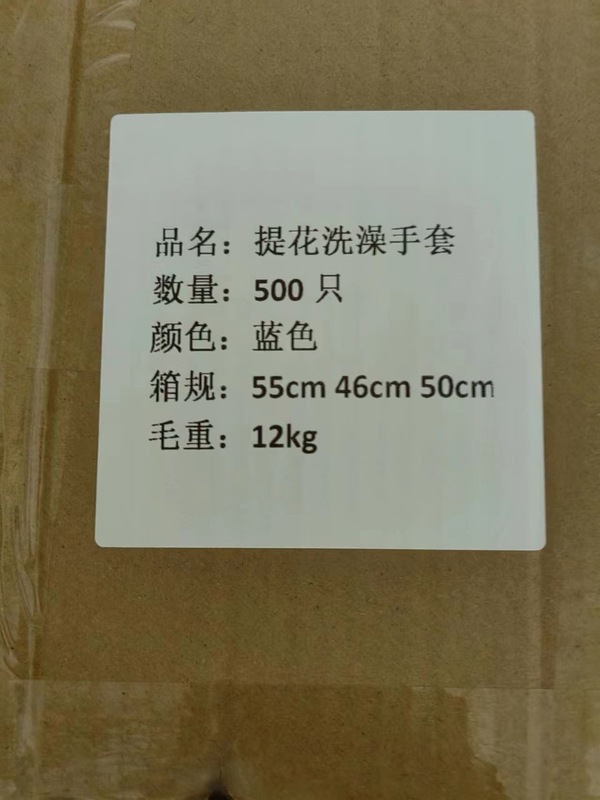 品名：提花洗澡手套
数量：500 只
颜色：蓝色
箱规：55cm 46cm 50cm
毛重：12kg